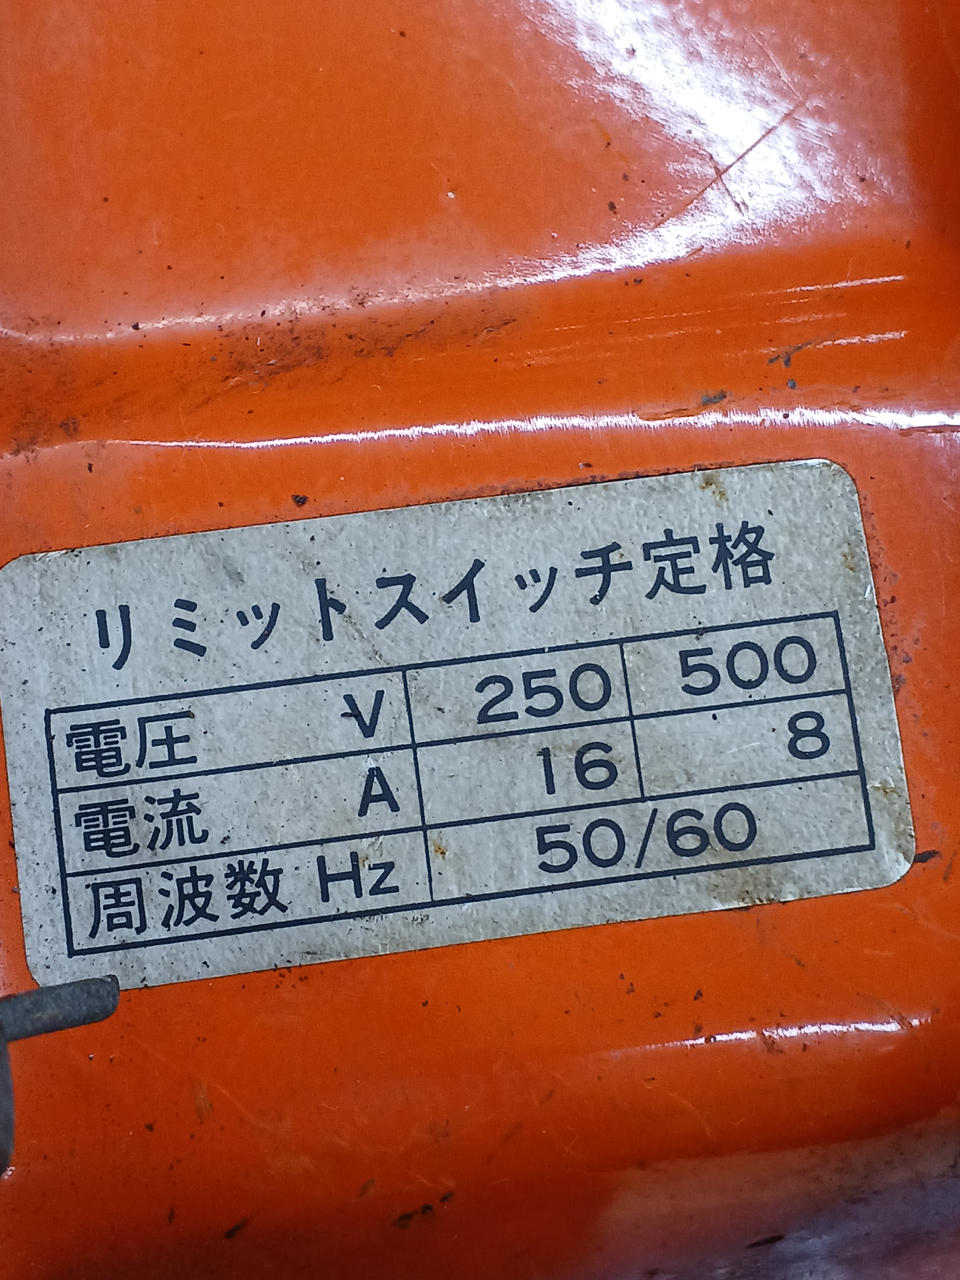 リミットスイッチ定格
電圧 V 250 500
電流 A 16 8
周波数 Hz 50/60